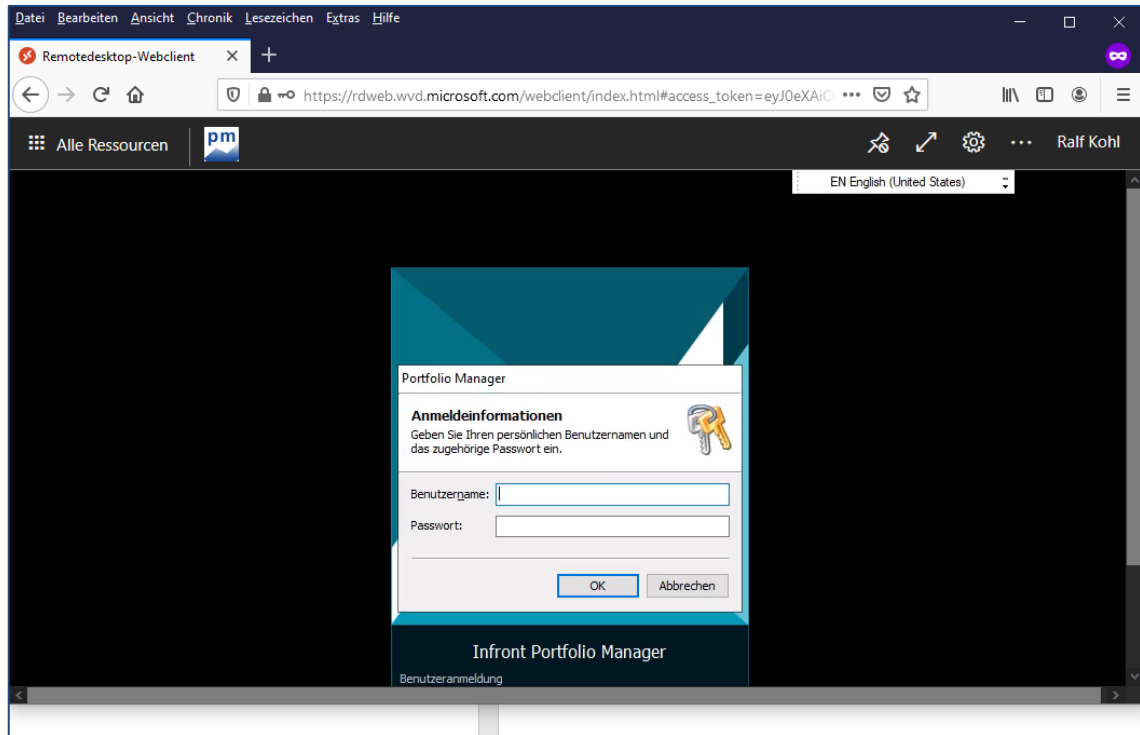 Datei Bearbeiten Ansicht Chronik Lesezeichen Extras Hilfe
Remotedesktop-Webclient
https://rdweb.wvd.microsoft.com/webclient/index.html#access_token=eyJ0eXAiO
Alle Ressourcen
pm
Ralf Kohl
EN English (United States)
Portfolio Manager
Anmeldeinformationen
Geben Sie Ihren persönlichen Benutzernamen und
das zugehörige Passwort ein.
Benutzername:
Passwort:
OK Abbrechen
Infront Portfolio Manager
Benutzeranmeldung